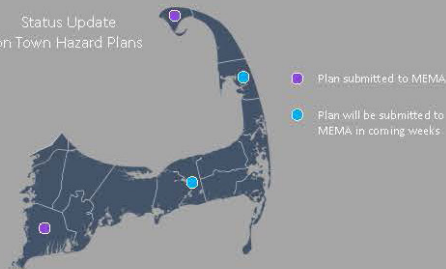 Status Update
on Town Hazard Plans
Plan submitted to MEMA
Plan will be submitted to
MEMA in coming weeks